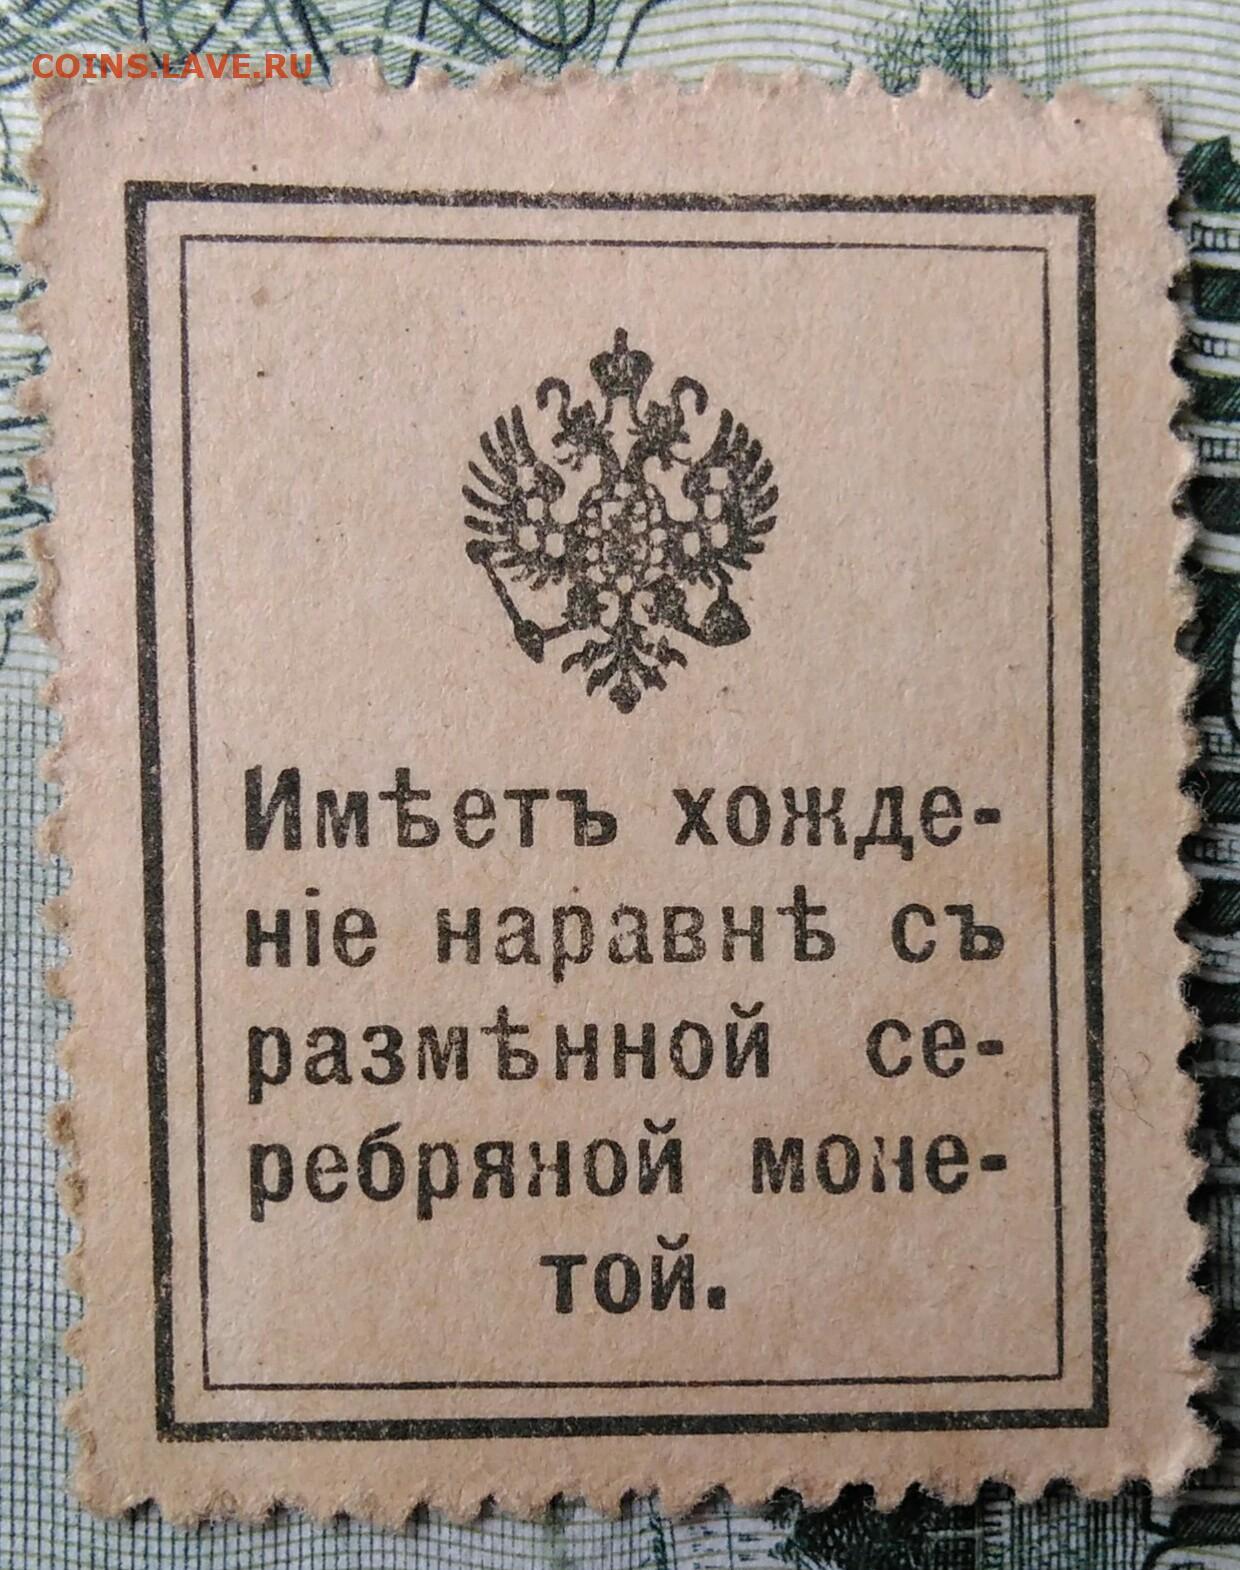 COINS.LAVE.RU
Имѣетъ хожде-
ніе наравнѣ съ
размѣнной се-
ребряной моне-
той.